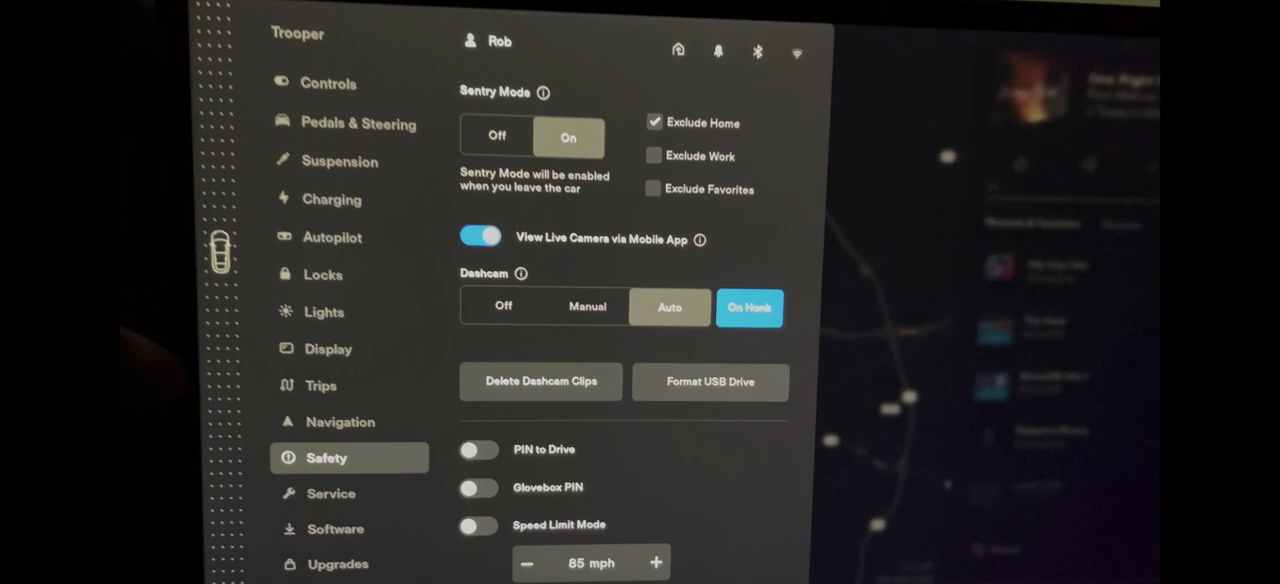 Trooper
Controls
Pedals & Steering
Suspension
Charging
Autopilot
Locks
Lights
Display
Trips
Navigation
Safety
Service
Software
Upgrades
Rob
Sentry Mode
Off On
Exclude Home
Exclude Work
Exclude Favorites
Sentry Mode will be enabled
when you leave the car
View Live Camera via Mobile App
Dashcam
Off Manual Auto On Honk
Delete Dashcam Clips Format USB Drive
PIN to Drive
Glovebox PIN
Speed Limit Mode
− 85 mph +
One Right